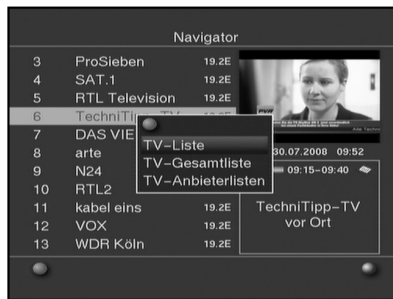 Navigator
3 ProSieben 19.2E
4 SAT.1 19.2E
5 RTL Television 19.2E
6 TechniTipp-TV
7 DAS VIE
8 arte
9 N24
10 RTL2
11 kabel eins 19.2E
12 VOX 19.2E
13 WDR Köln 19.2E
TV-Liste
TV-Gesamtliste
TV-Anbieterlisten
30.07.2008 09:52
09:15-09:40
TechniTipp-TV
vor Ort